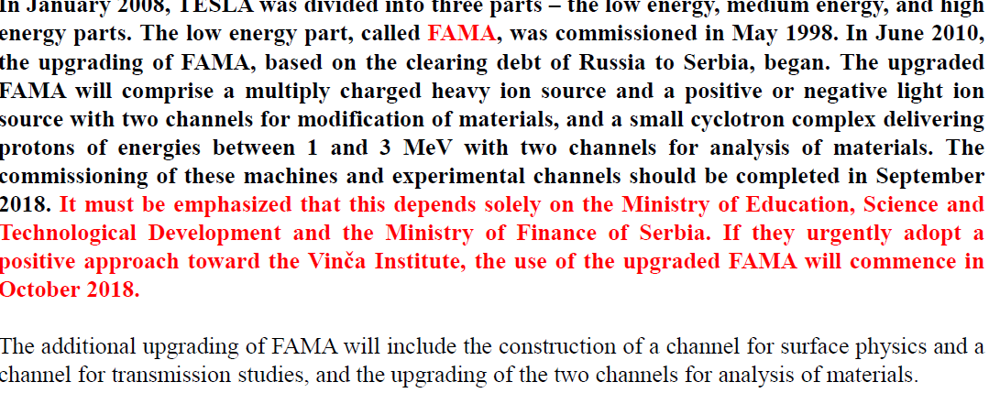 In January 2008, TESLA was divided into three parts – the low energy, medium energy, and high
energy parts. The low energy part, called FAMA, was commissioned in May 1998. In June 2010,
the upgrading of FAMA, based on the clearing debt of Russia to Serbia, began. The upgraded
FAMA will comprise a multiply charged heavy ion source and a positive or negative light ion
source with two channels for modification of materials, and a small cyclotron complex delivering
protons of energies between 1 and 3 MeV with two channels for analysis of materials. The
commissioning of these machines and experimental channels should be completed in September
2018. It must be emphasized that this depends solely on the Ministry of Education, Science and
Technological Development and the Ministry of Finance of Serbia. If they urgently adopt a
positive approach toward the Vinča Institute, the use of the upgraded FAMA will commence in
October 2018.
The additional upgrading of FAMA will include the construction of a channel for surface physics and a
channel for transmission studies, and the upgrading of the two channels for analysis of materials.